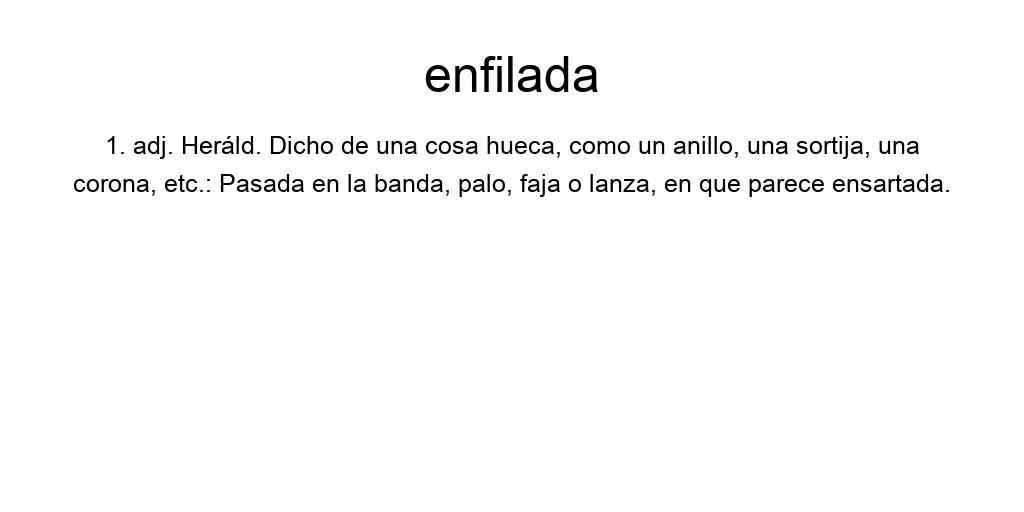 enfilada
1. adj. Heráld. Dicho de una cosa hueca, como un anillo, una sortija, una
corona, etc.: Pasada en la banda, palo, faja o lanza, en que parece ensartada.